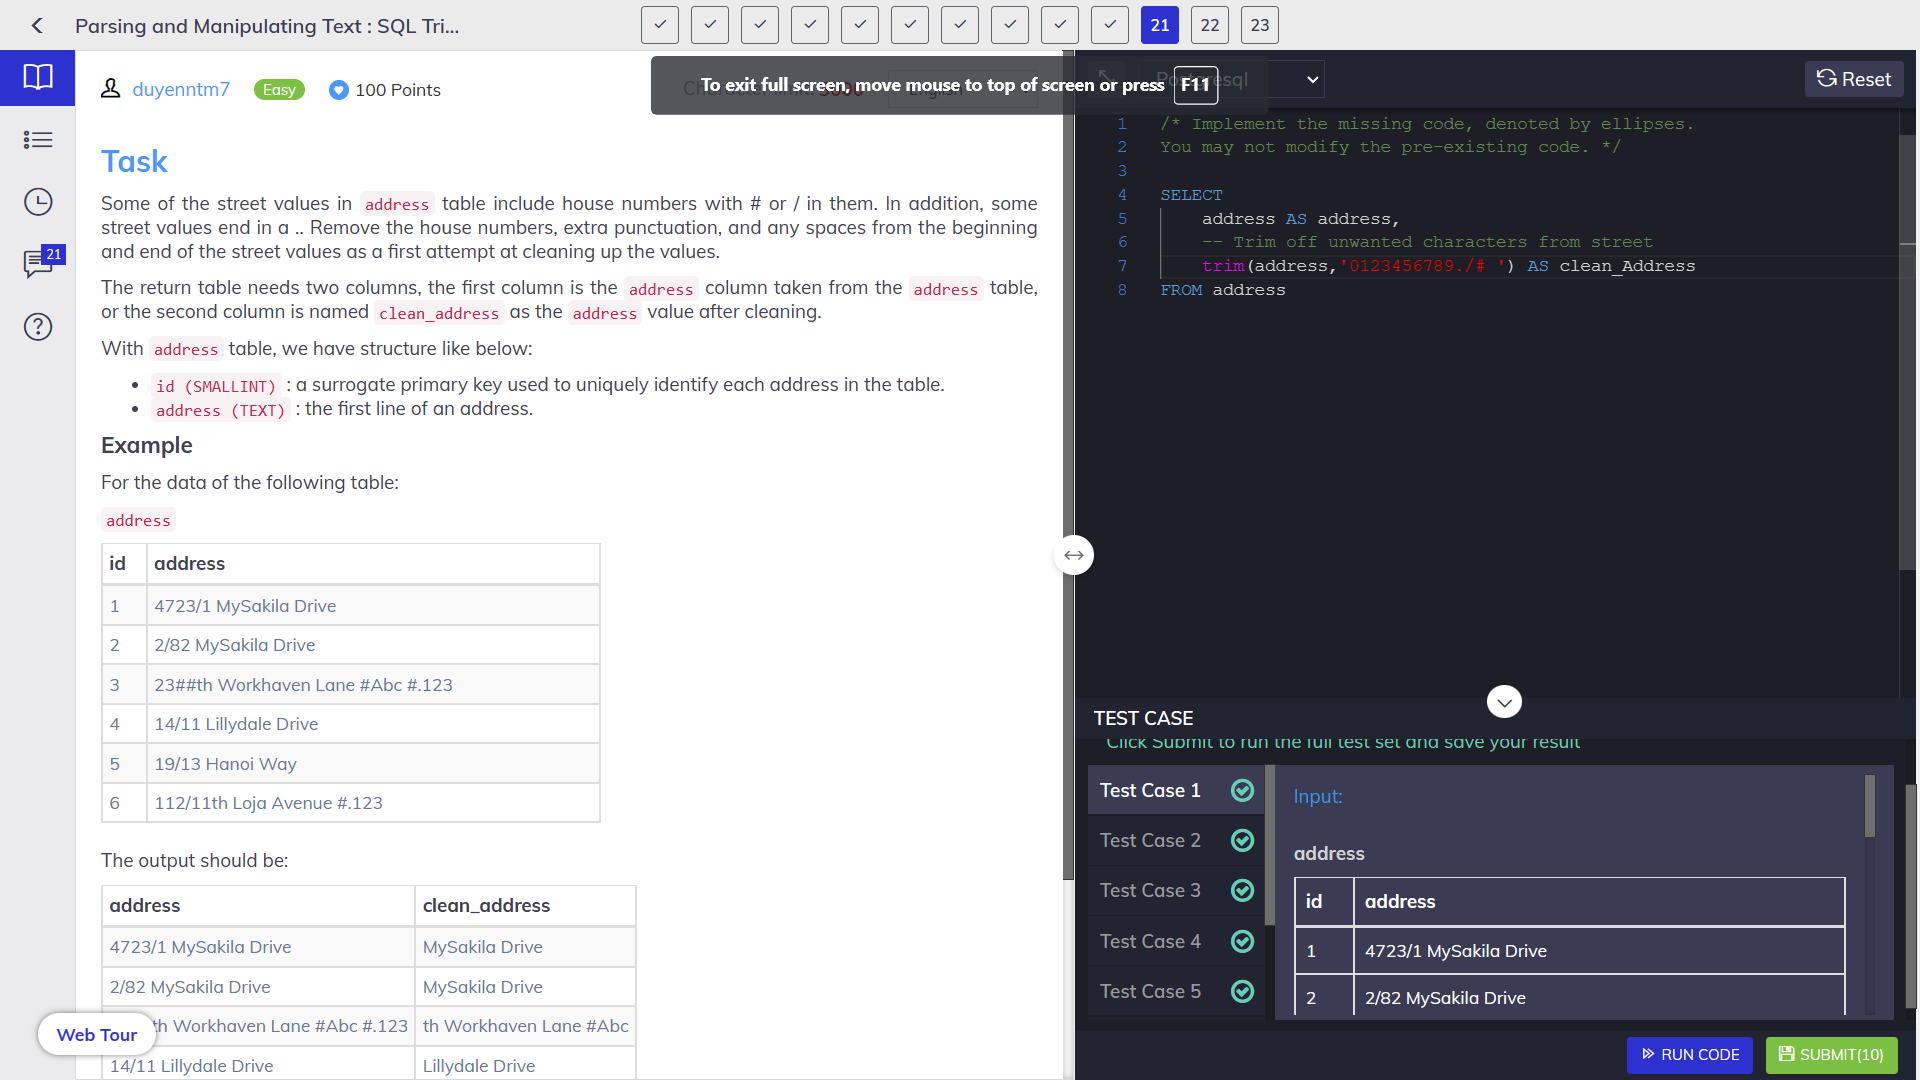 Parsing and Manipulating Text : SQL Tri...
21
22
23
duyenntm7
Easy
100 Points
To exit full screen, move mouse to top of screen or press F11
Reset
21
Task
Some of the street values in address table include house numbers with # or / in them. In addition, some
street values end in a .. Remove the house numbers, extra punctuation, and any spaces from the beginning
and end of the street values as a first attempt at cleaning up the values.
The return table needs two columns, the first column is the address column taken from the address table,
or the second column is named clean_address as the address value after cleaning.
With address table, we have structure like below:
• id (SMALLINT) : a surrogate primary key used to uniquely identify each address in the table.
• address (TEXT) : the first line of an address.
Example
For the data of the following table:
address
id address
1 4723/1 MySakila Drive
2 2/82 MySakila Drive
3 23##th Workhaven Lane #Abc #.123
4 14/11 Lillydale Drive
5 19/13 Hanoi Way
6 112/11th Loja Avenue #.123
The output should be:
address clean_address
4723/1 MySakila Drive MySakila Drive
2/82 MySakila Drive MySakila Drive
th Workhaven Lane #Abc #.123 th Workhaven Lane #Abc
14/11 Lillydale Drive Lillydale Drive
Web Tour
Postgresql
1 /* Implement the missing code, denoted by ellipses.
2 You may not modify the pre-existing code. */
3
4 SELECT
5 address AS address,
6 -- Trim off unwanted characters from street
7 trim(address,'0123456789./# ') AS clean_Address
8 FROM address
TEST CASE
Click Submit to run the full test set and save your result
Test Case 1
Test Case 2
Test Case 3
Test Case 4
Test Case 5
Input:
address
id address
1 4723/1 MySakila Drive
2 2/82 MySakila Drive
RUN CODE
SUBMIT(10)